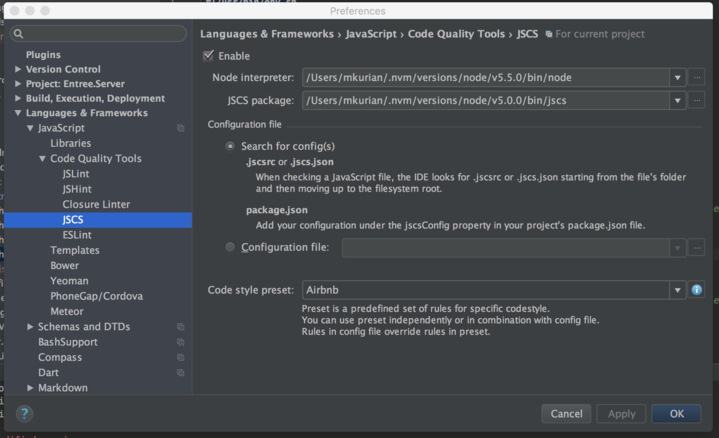 Preferences
Languages & Frameworks › JavaScript › Code Quality Tools › JSCS For current project
Enable
Node interpreter: /Users/mkurian/.nvm/versions/node/v5.5.0/bin/node
JSCS package: /Users/mkurian/.nvm/versions/node/v5.0.0/bin/jscs
Configuration file
Search for config(s)
.jscsrc or .jscs.json
When checking a JavaScript file, the IDE looks for .jscsrc or .jscs.json starting from the file's folder
and then moving up to the filesystem root.
package.json
Add your configuration under the jscsConfig property in your project's package.json file.
Configuration file:
Code style preset: Airbnb
Preset is a predefined set of rules for specific codestyle.
You can use preset independently or in combination with config file.
Rules in config file override rules in preset.
Plugins
Version Control
Project: Entree.Server
Build, Execution, Deployment
Languages & Frameworks
JavaScript
Libraries
Code Quality Tools
JSLint
JSHint
Closure Linter
JSCS
ESLint
Templates
Bower
Yeoman
PhoneGap/Cordova
Meteor
Schemas and DTDs
BashSupport
Compass
Dart
Markdown
?
Cancel
Apply
OK